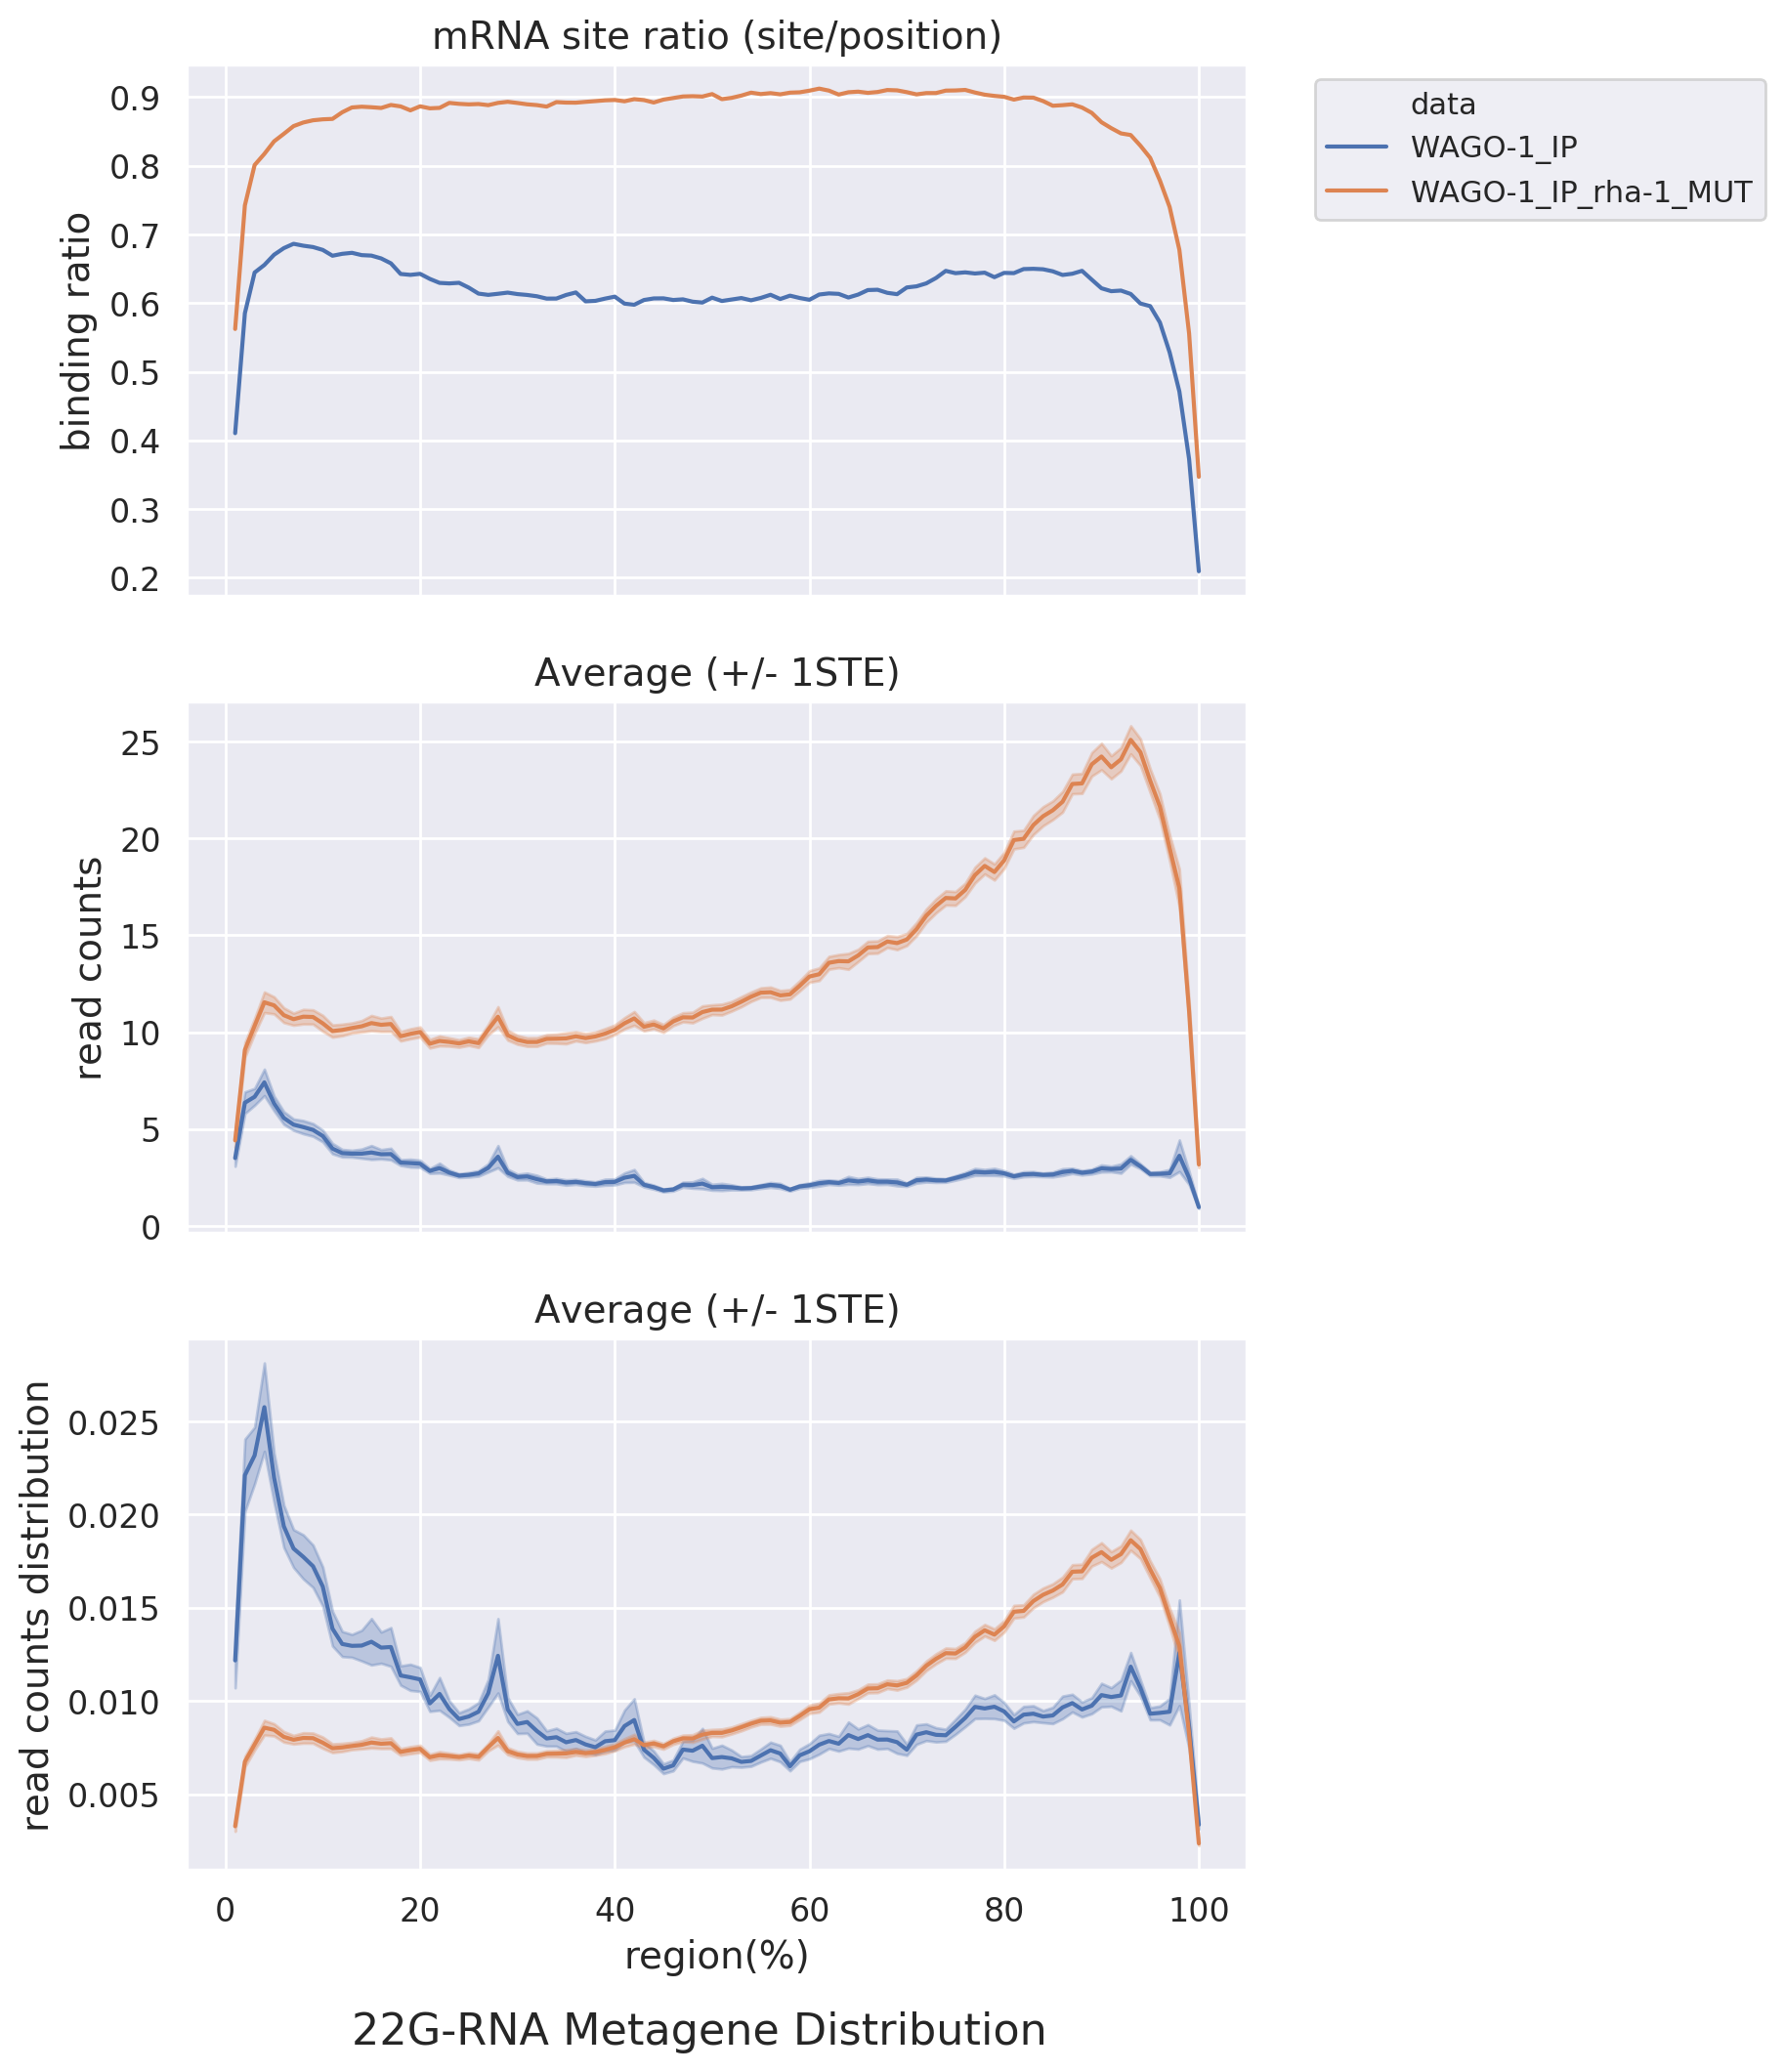 mRNA site ratio (site/position)
0.9
0.8
0.7
0.6
0.5
0.4
0.3
0.2
binding ratio
data
WAGO-1_IP
WAGO-1_IP_rha-1_MUT
Average (+/- 1STE)
25
20
15
10
5
0
read counts
Average (+/- 1STE)
0.025
0.020
0.015
0.010
0.005
read counts distribution
0 20 40 60 80 100
region(%)
22G-RNA Metagene Distribution